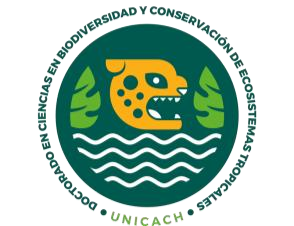 DOCTORADO EN CIENCIAS EN BIODIVERSIDAD Y CONSERVACIÓN DE ECOSISTEMAS TROPICALES
• UNICACH •